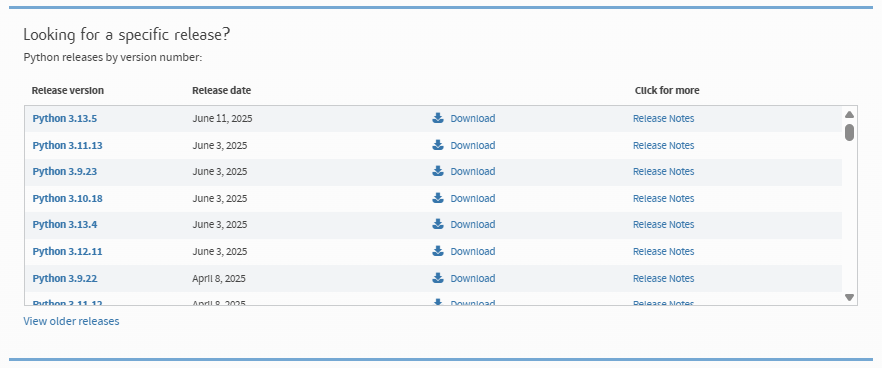 Looking for a specific release?
Python releases by version number:
Release version Release date Click for more
Python 3.13.5 June 11, 2025 Download Release Notes
Python 3.11.13 June 3, 2025 Download Release Notes
Python 3.9.23 June 3, 2025 Download Release Notes
Python 3.10.18 June 3, 2025 Download Release Notes
Python 3.13.4 June 3, 2025 Download Release Notes
Python 3.12.11 June 3, 2025 Download Release Notes
Python 3.9.22 April 8, 2025 Download Release Notes
Python 3.11.12 April 8, 2025 Download Release Notes
View older releases